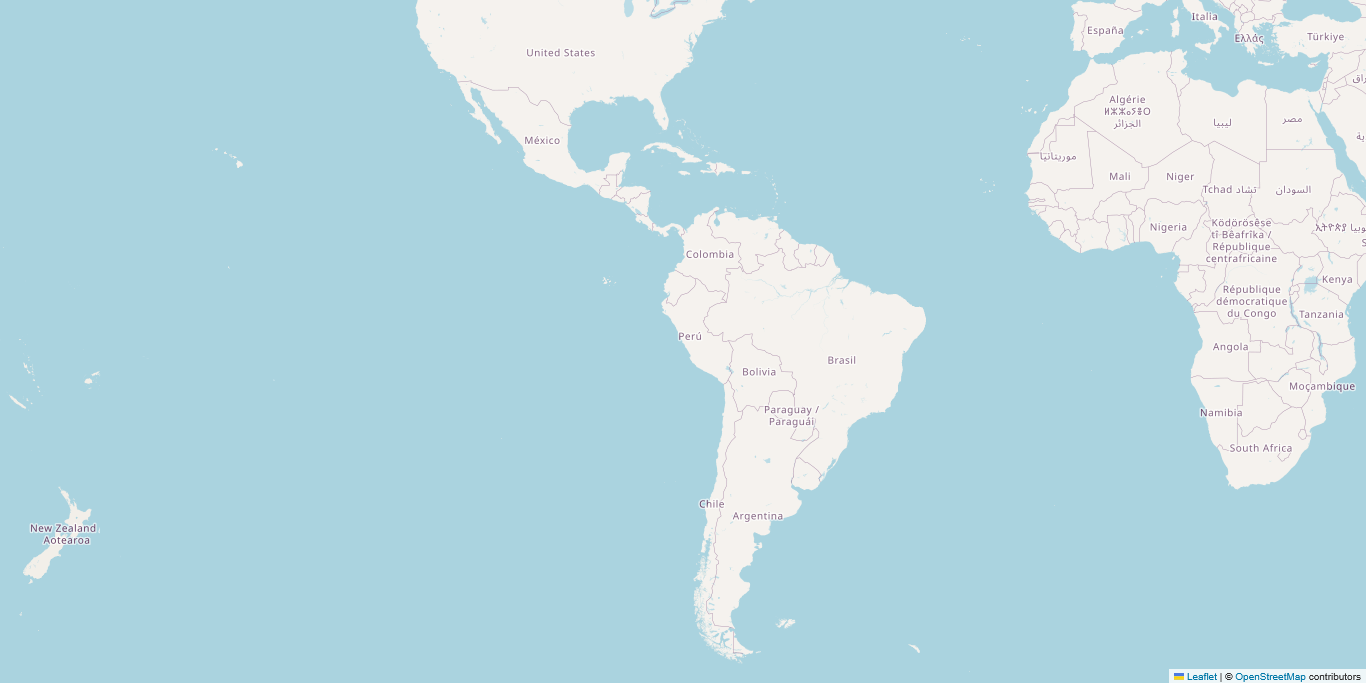 Italia
España
Ελλάς
Türkiye
United States
Algérie
ⵍⵣⵣⴰⵢⴻⵔ
الجزائر
ليبيا
مصر
México
موريتانيا
Mali
Niger
Tchad تشاد
السودان
Nigeria
Ködörösêse
tî Bêafrîka /
République
centrafricaine
Colombia
Kenya
République
démocratique
du Congo
Tanzania
Perú
Angola
Brasil
Bolivia
Moçambique
Paraguay /
Paraguái
Namibia
South Africa
Chile
Argentina
New Zealand
Aotearoa
Leaflet | © OpenStreetMap contributors